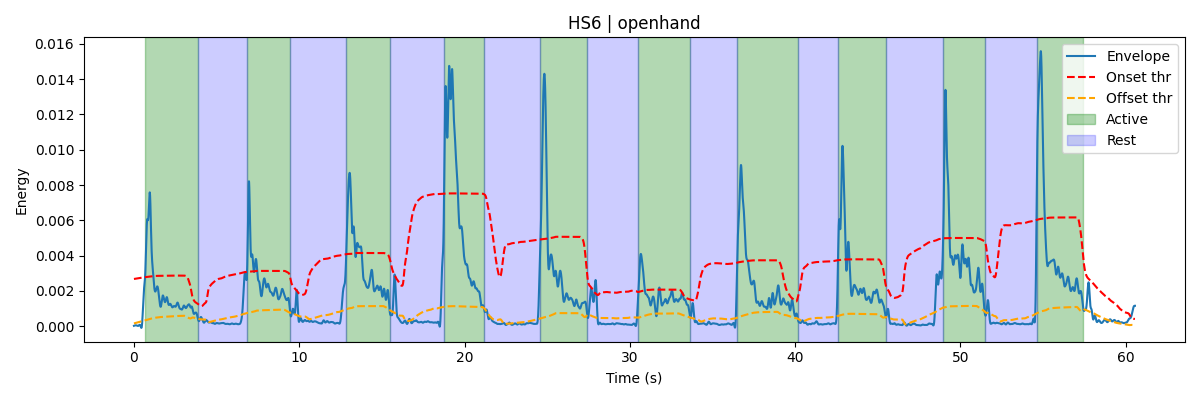 HS6 | openhand
Energy
0.016
0.014
0.012
0.010
0.008
0.006
0.004
0.002
0.000
Envelope
Onset thr
Offset thr
Active
Rest
0 10 20 30 40 50 60
Time (s)